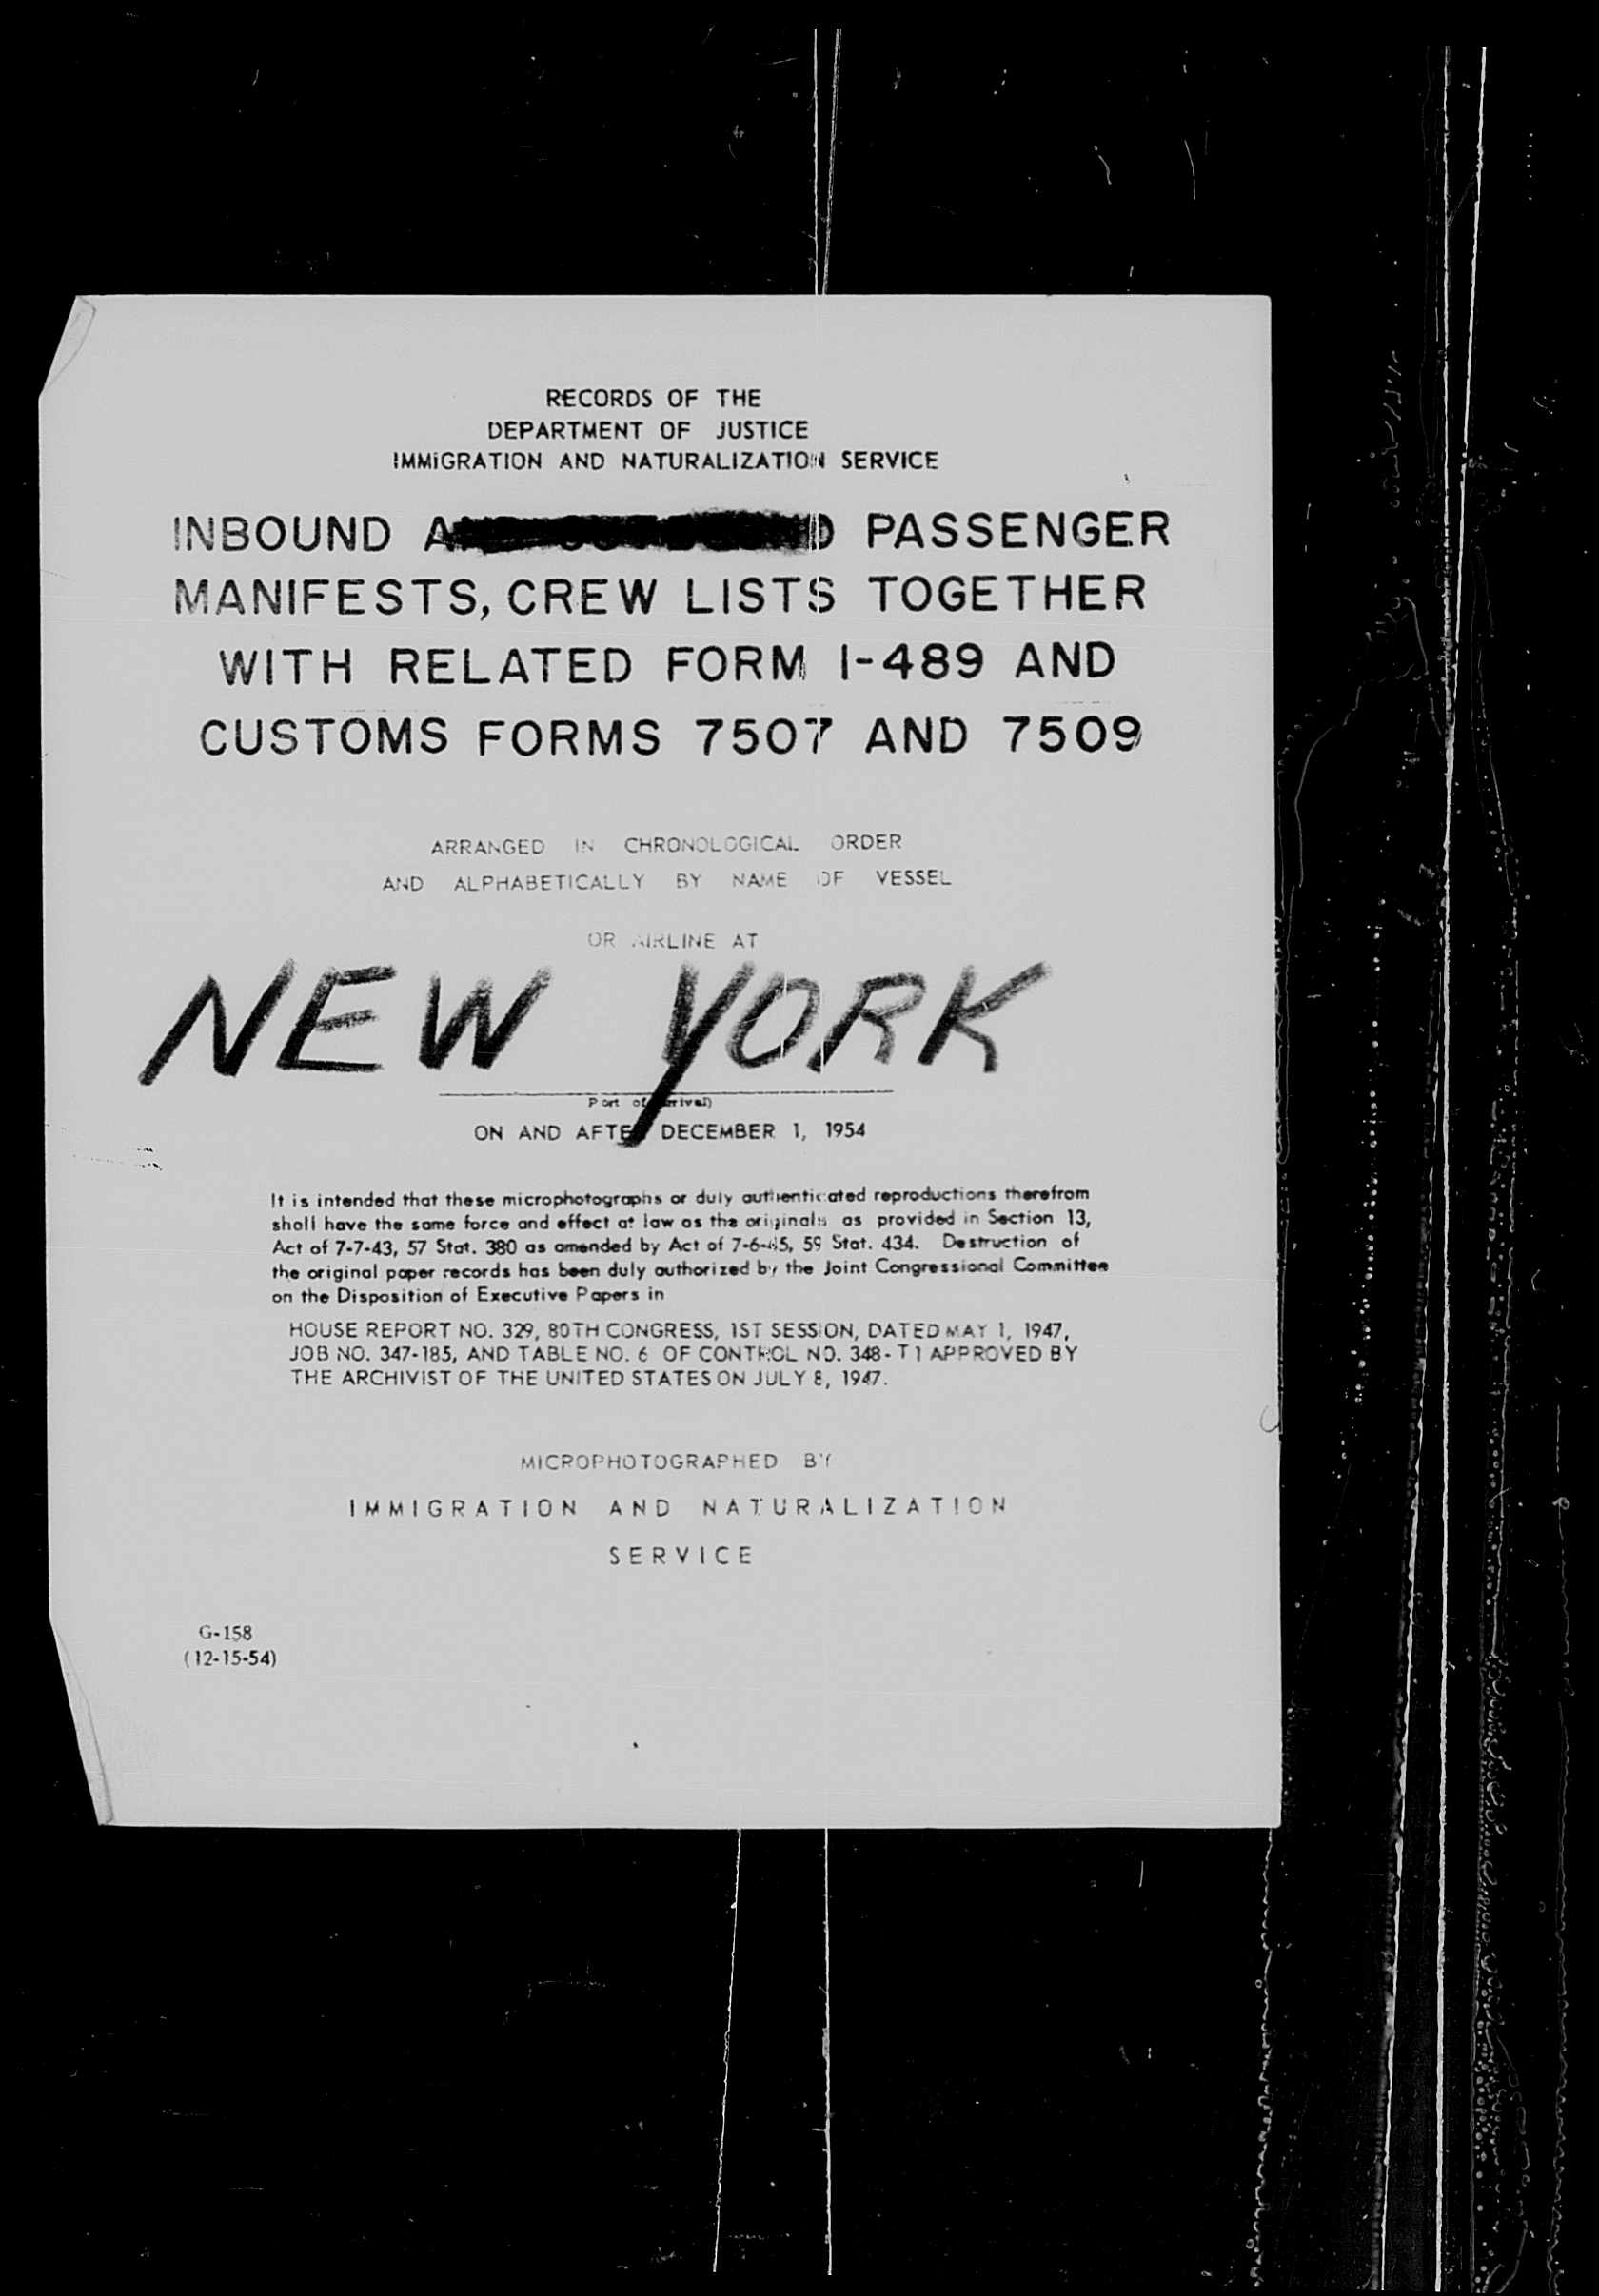 RECORDS OF THE
DEPARTMENT OF JUSTICE
IMMIGRATION AND NATURALIZATION SERVICE
INBOUND PASSENGER
MANIFESTS, CREW LISTS TOGETHER
WITH RELATED FORM I-489 AND
CUSTOMS FORMS 7507 AND 7509
ARRANGED IN CHRONOLOGICAL ORDER
AND ALPHABETICALLY BY NAME OF VESSEL
OR AIRLINE AT
NEW YORK
Port of Arrival)
ON AND AFTER DECEMBER 1, 1954
It is intended that these microphotographs or duly authenticated reproductions therefrom
shall have the same force and effect at law as the originals as provided in Section 13,
Act of 7-7-43, 57 Stat. 380 as amended by Act of 7-6-45, 59 Stat. 434. Destruction of
the original paper records has been duly authorized by the Joint Congressional Committee
on the Disposition of Executive Papers in
HOUSE REPORT NO. 329, 80TH CONGRESS, 1ST SESSION, DATED MAY 1, 1947,
JOB NO. 347-185, AND TABLE NO. 6 OF CONTROL NO. 348-T1 APPROVED BY
THE ARCHIVIST OF THE UNITED STATES ON JULY 8, 1947.
MICROPHOTOGRAPHED BY
IMMIGRATION AND NATURALIZATION
SERVICE
G-158
(12-15-54)